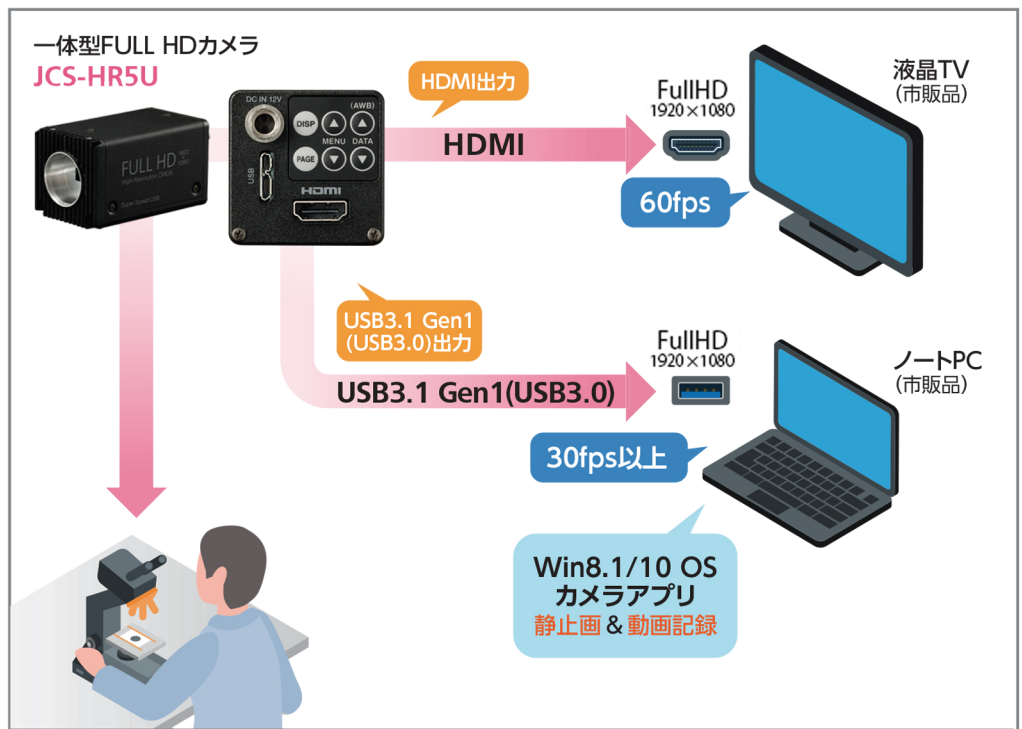 一体型FULL HDカメラ
JCS-HR5U
FULL HD
High-Resolution CMOS
Super Speed USB
DC IN 12V
(AWB)
DISP
MENU DATA
PAGE
USB
HDMI
HDMI出力
HDMI
FullHD
1920×1080
60fps
液晶TV
(市販品)
USB3.1 Gen1
(USB3.0)出力
USB3.1 Gen1(USB3.0)
FullHD
1920×1080
30fps以上
ノートPC
(市販品)
Win8.1/10 OS
カメラアプリ
静止画&動画記録